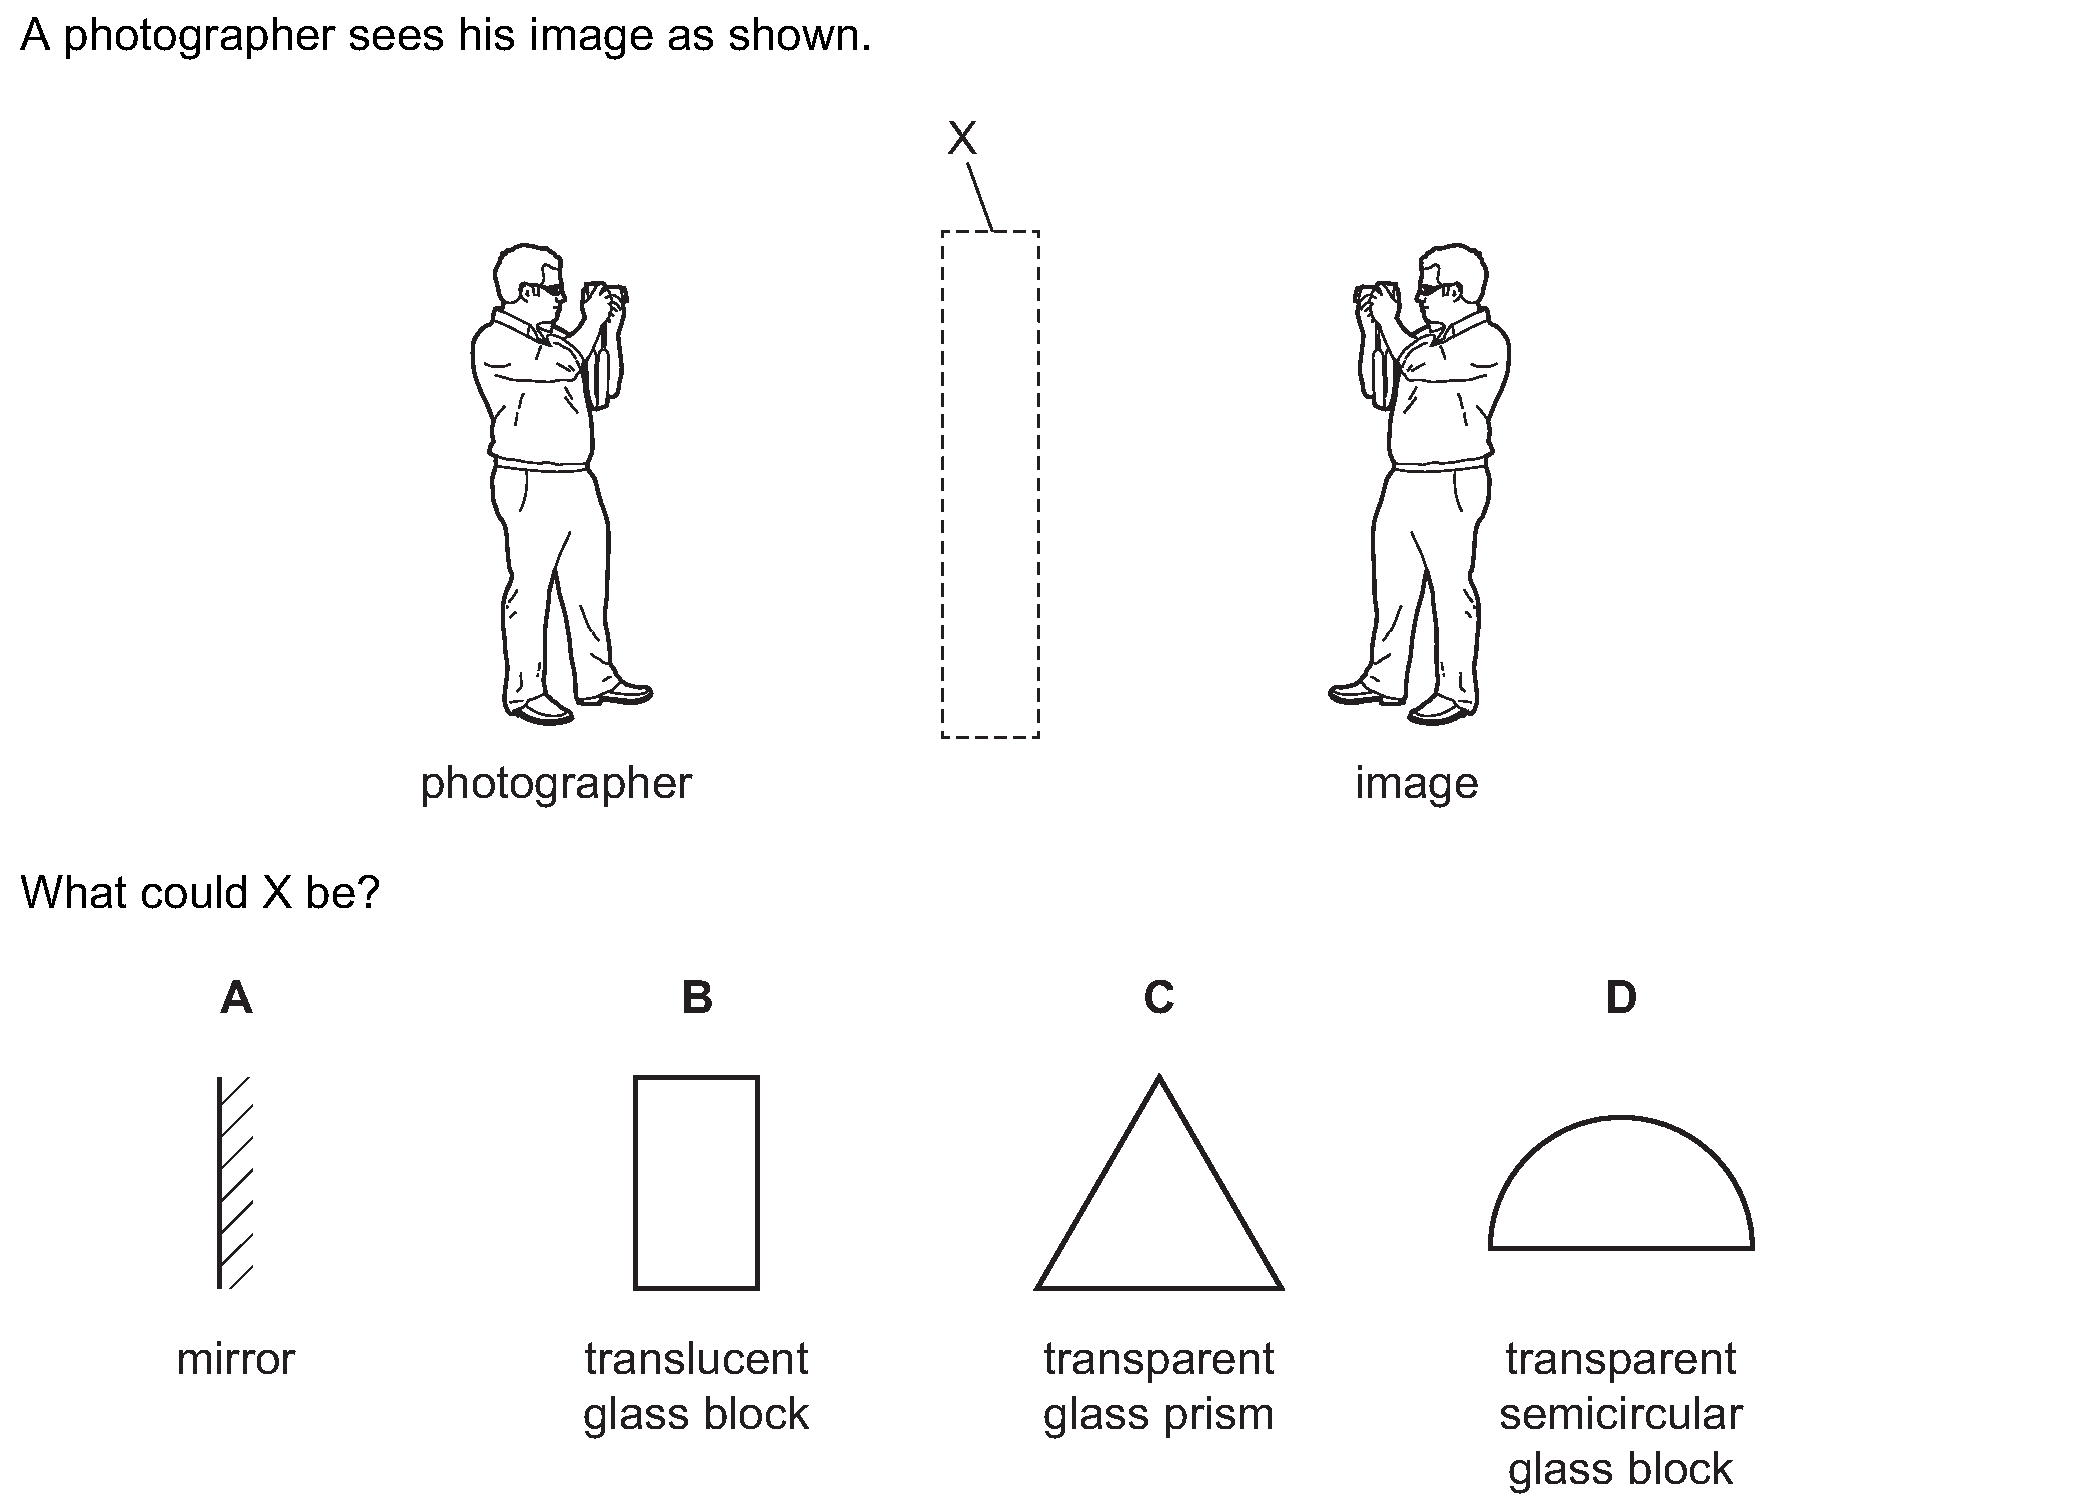 A photographer sees his image as shown.
X
photographer
image
What could X be?
A
B
C
D
mirror
translucent
glass block
transparent
glass prism
transparent
semicircular
glass block